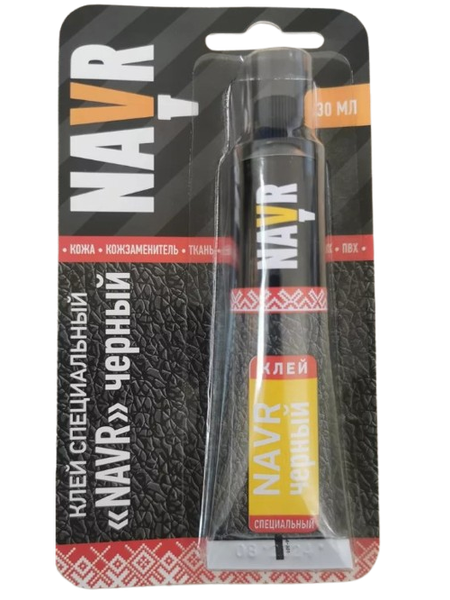 NAVR
30 МЛ
• КОЖА • КОЖЗАМЕНИТЕЛЬ • ТКАНЬ • ПВХ •
КЛЕЙ СПЕЦИАЛЬНЫЙ
«NAVR» черный
NAVR
КЛЕЙ
NAVR
черный
СПЕЦИАЛЬНЫЙ